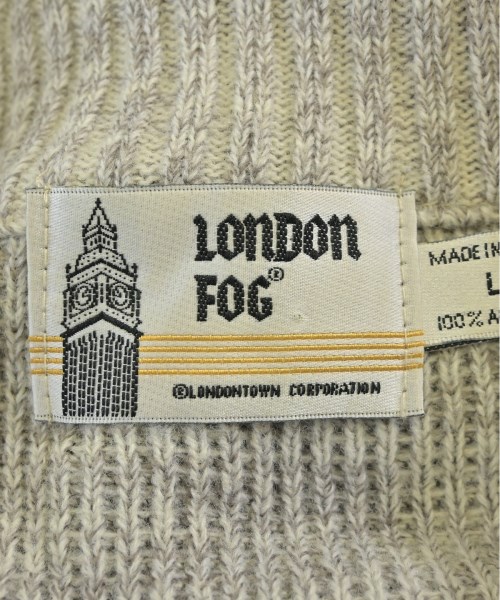 LONDON
FOG®
©LONDONTOWN CORPORATION
MADE IN
L
100% A